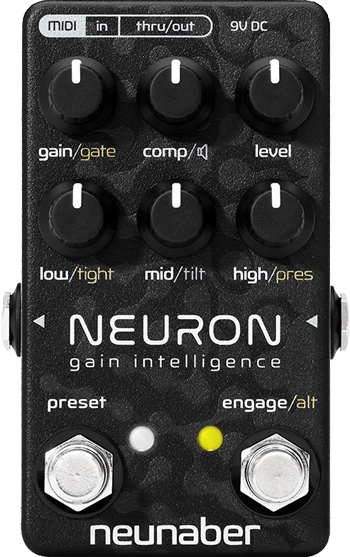 MIDI in thru/out 9V DC
gain/gate comp/ level
low/tight mid/tilt high/pres
NEURON
gain intelligence
preset engage/alt
neunaber